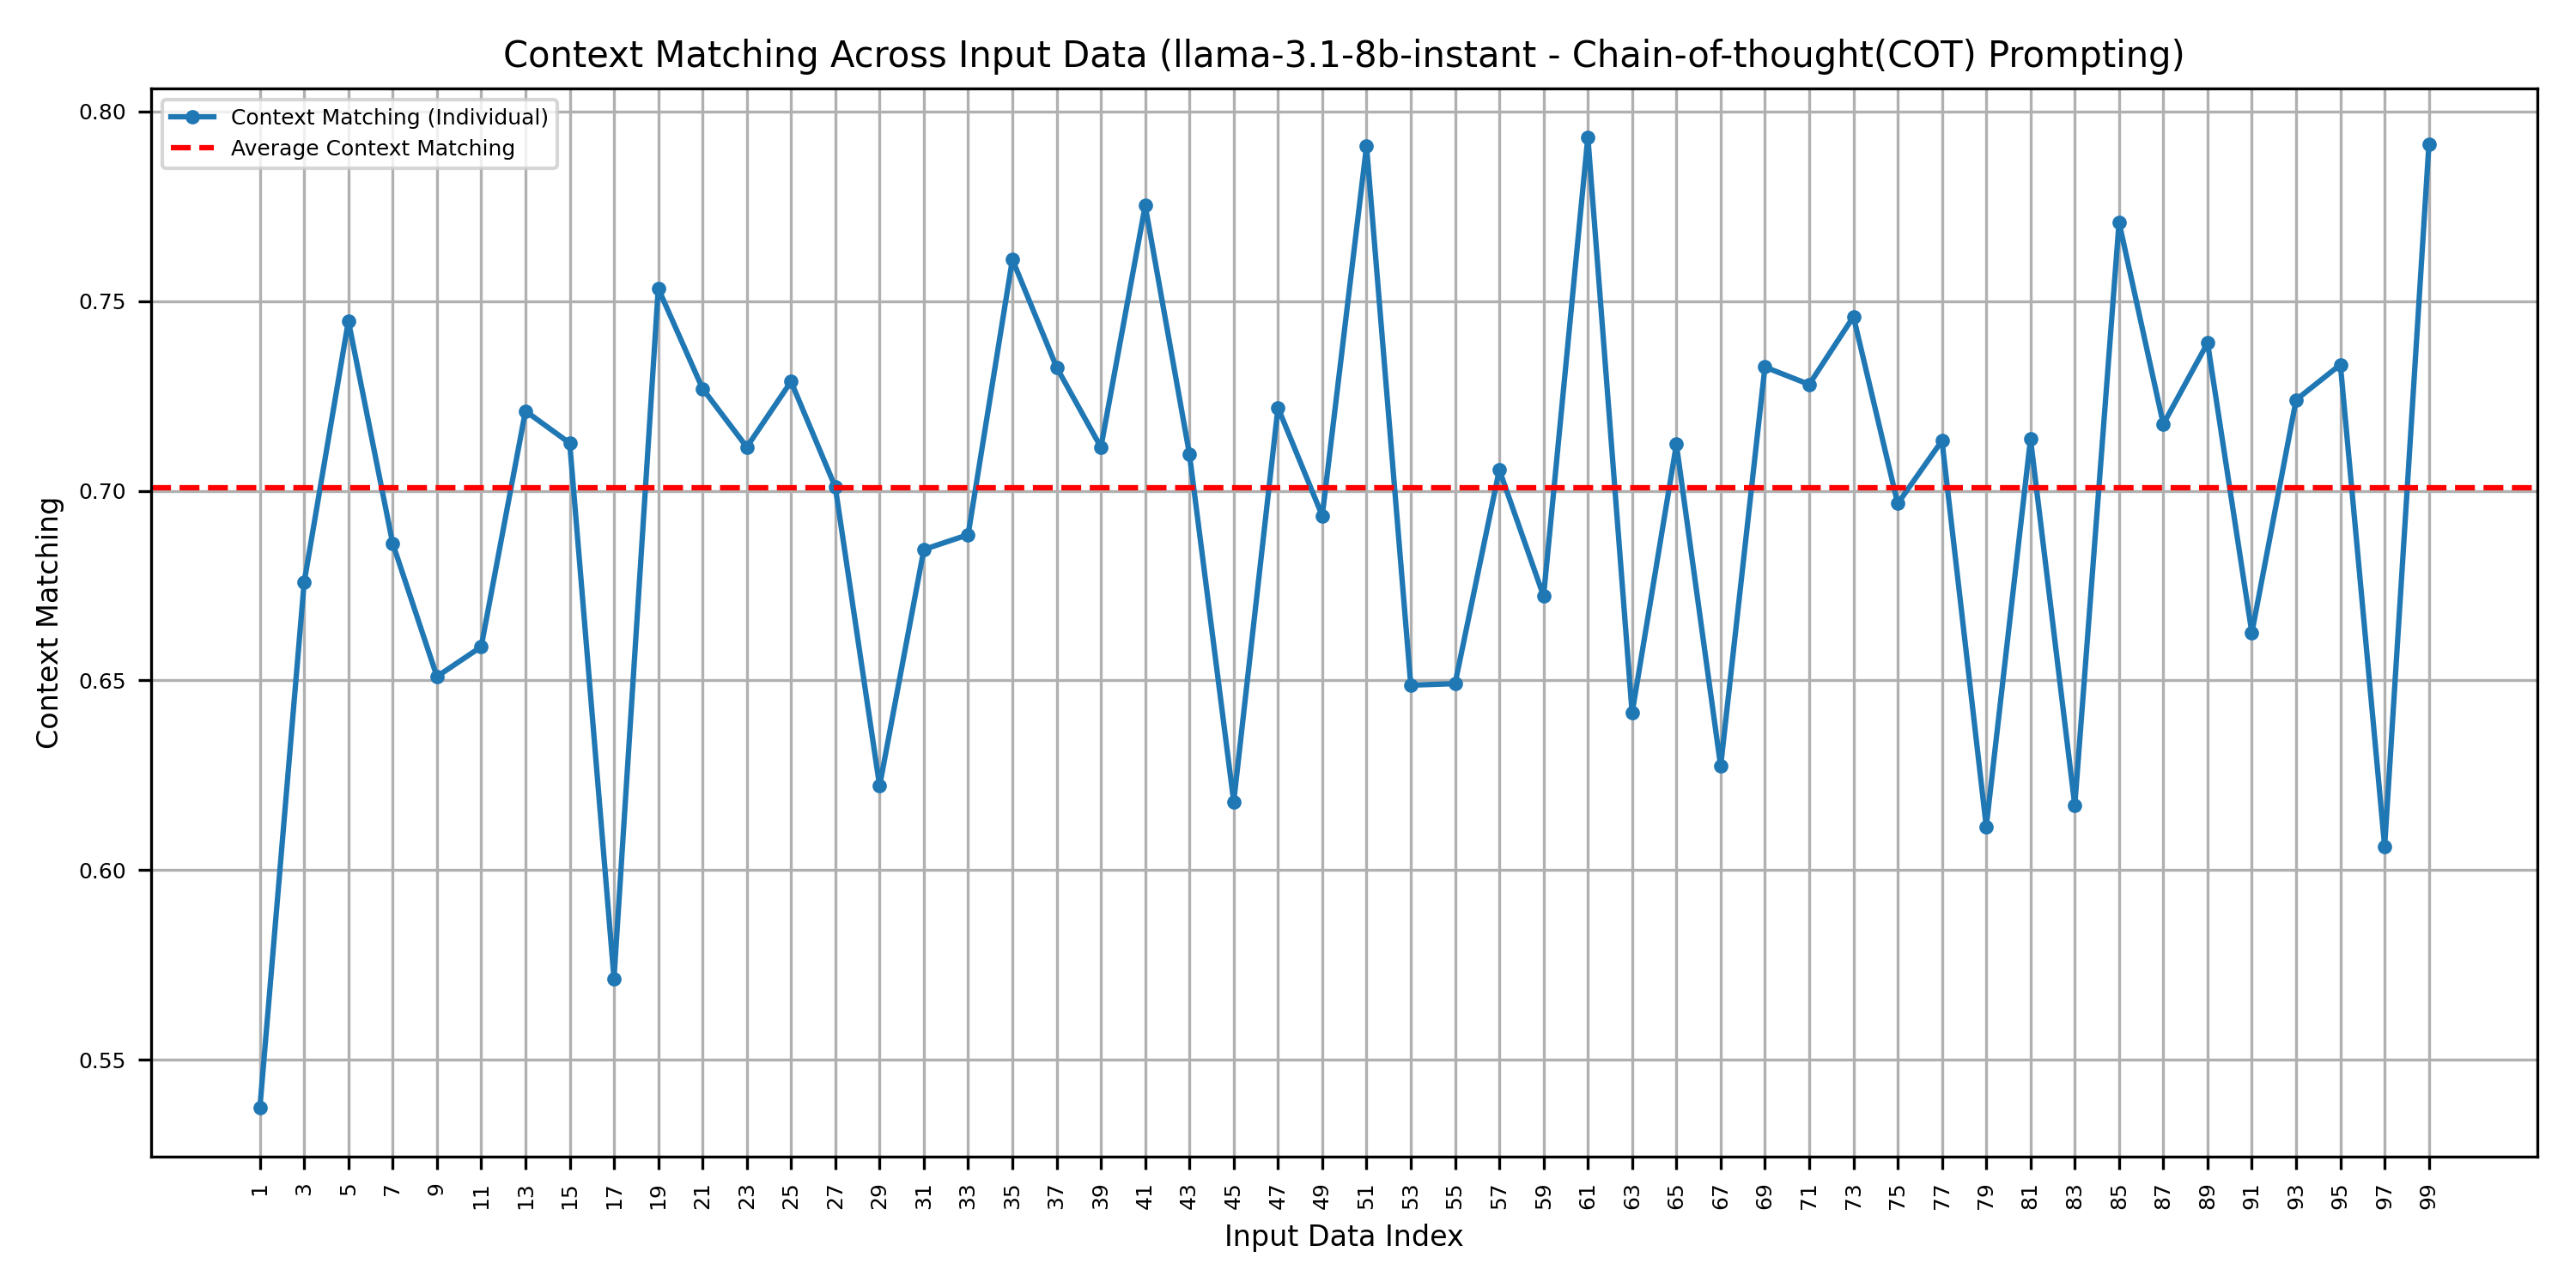 Context Matching Across Input Data (llama-3.1-8b-instant - Chain-of-thought(COT) Prompting)
Context Matching (Individual)
Average Context Matching
Context Matching
0.80
0.75
0.70
0.65
0.60
0.55
1 3 5 7 9 11 13 15 17 19 21 23 25 27 29 31 33 35 37 39 41 43 45 47 49 51 53 55 57 59 61 63 65 67 69 71 73 75 77 79 81 83 85 87 89 91 93 95 97 99
Input Data Index